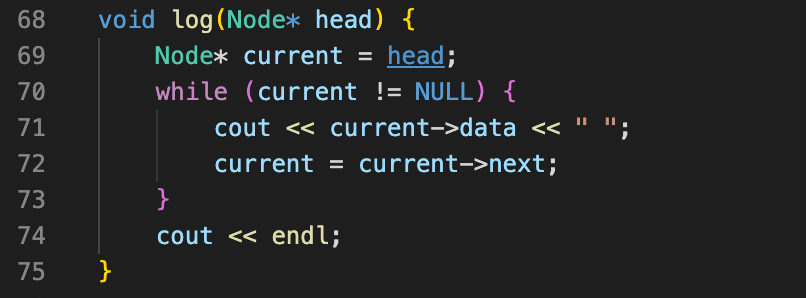 68 void log(Node* head) {
69 Node* current = head;
70 while (current != NULL) {
71 cout << current->data << " ";
72 current = current->next;
73 }
74 cout << endl;
75 }